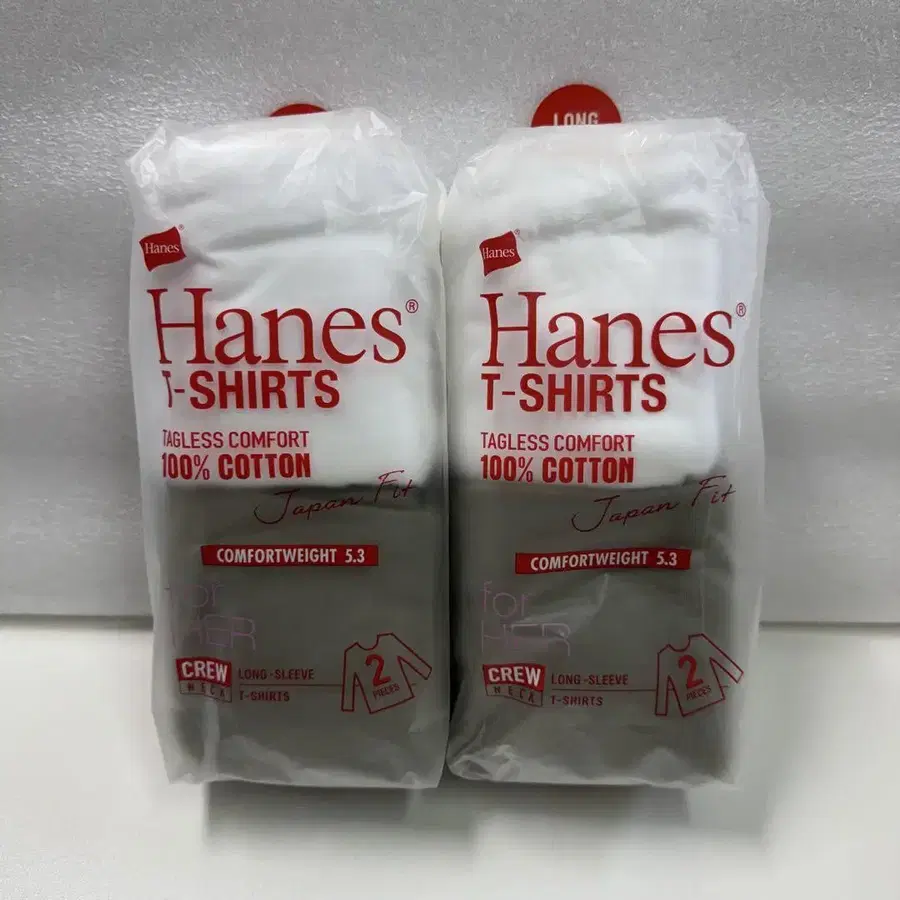 Hanes®
Hanes®
T-SHIRTS
TAGLESS COMFORT
100% COTTON
Japan Fit
COMFORTWEIGHT 5.3
for
HER
CREW
NECK
LONG-SLEEVE
T-SHIRTS
2
PIECES
LONG
Hanes®
Hanes®
T-SHIRTS
TAGLESS COMFORT
100% COTTON
Japan Fit
COMFORTWEIGHT 5.3
for
HER
CREW
NECK
LONG-SLEEVE
T-SHIRTS
2
PIECES